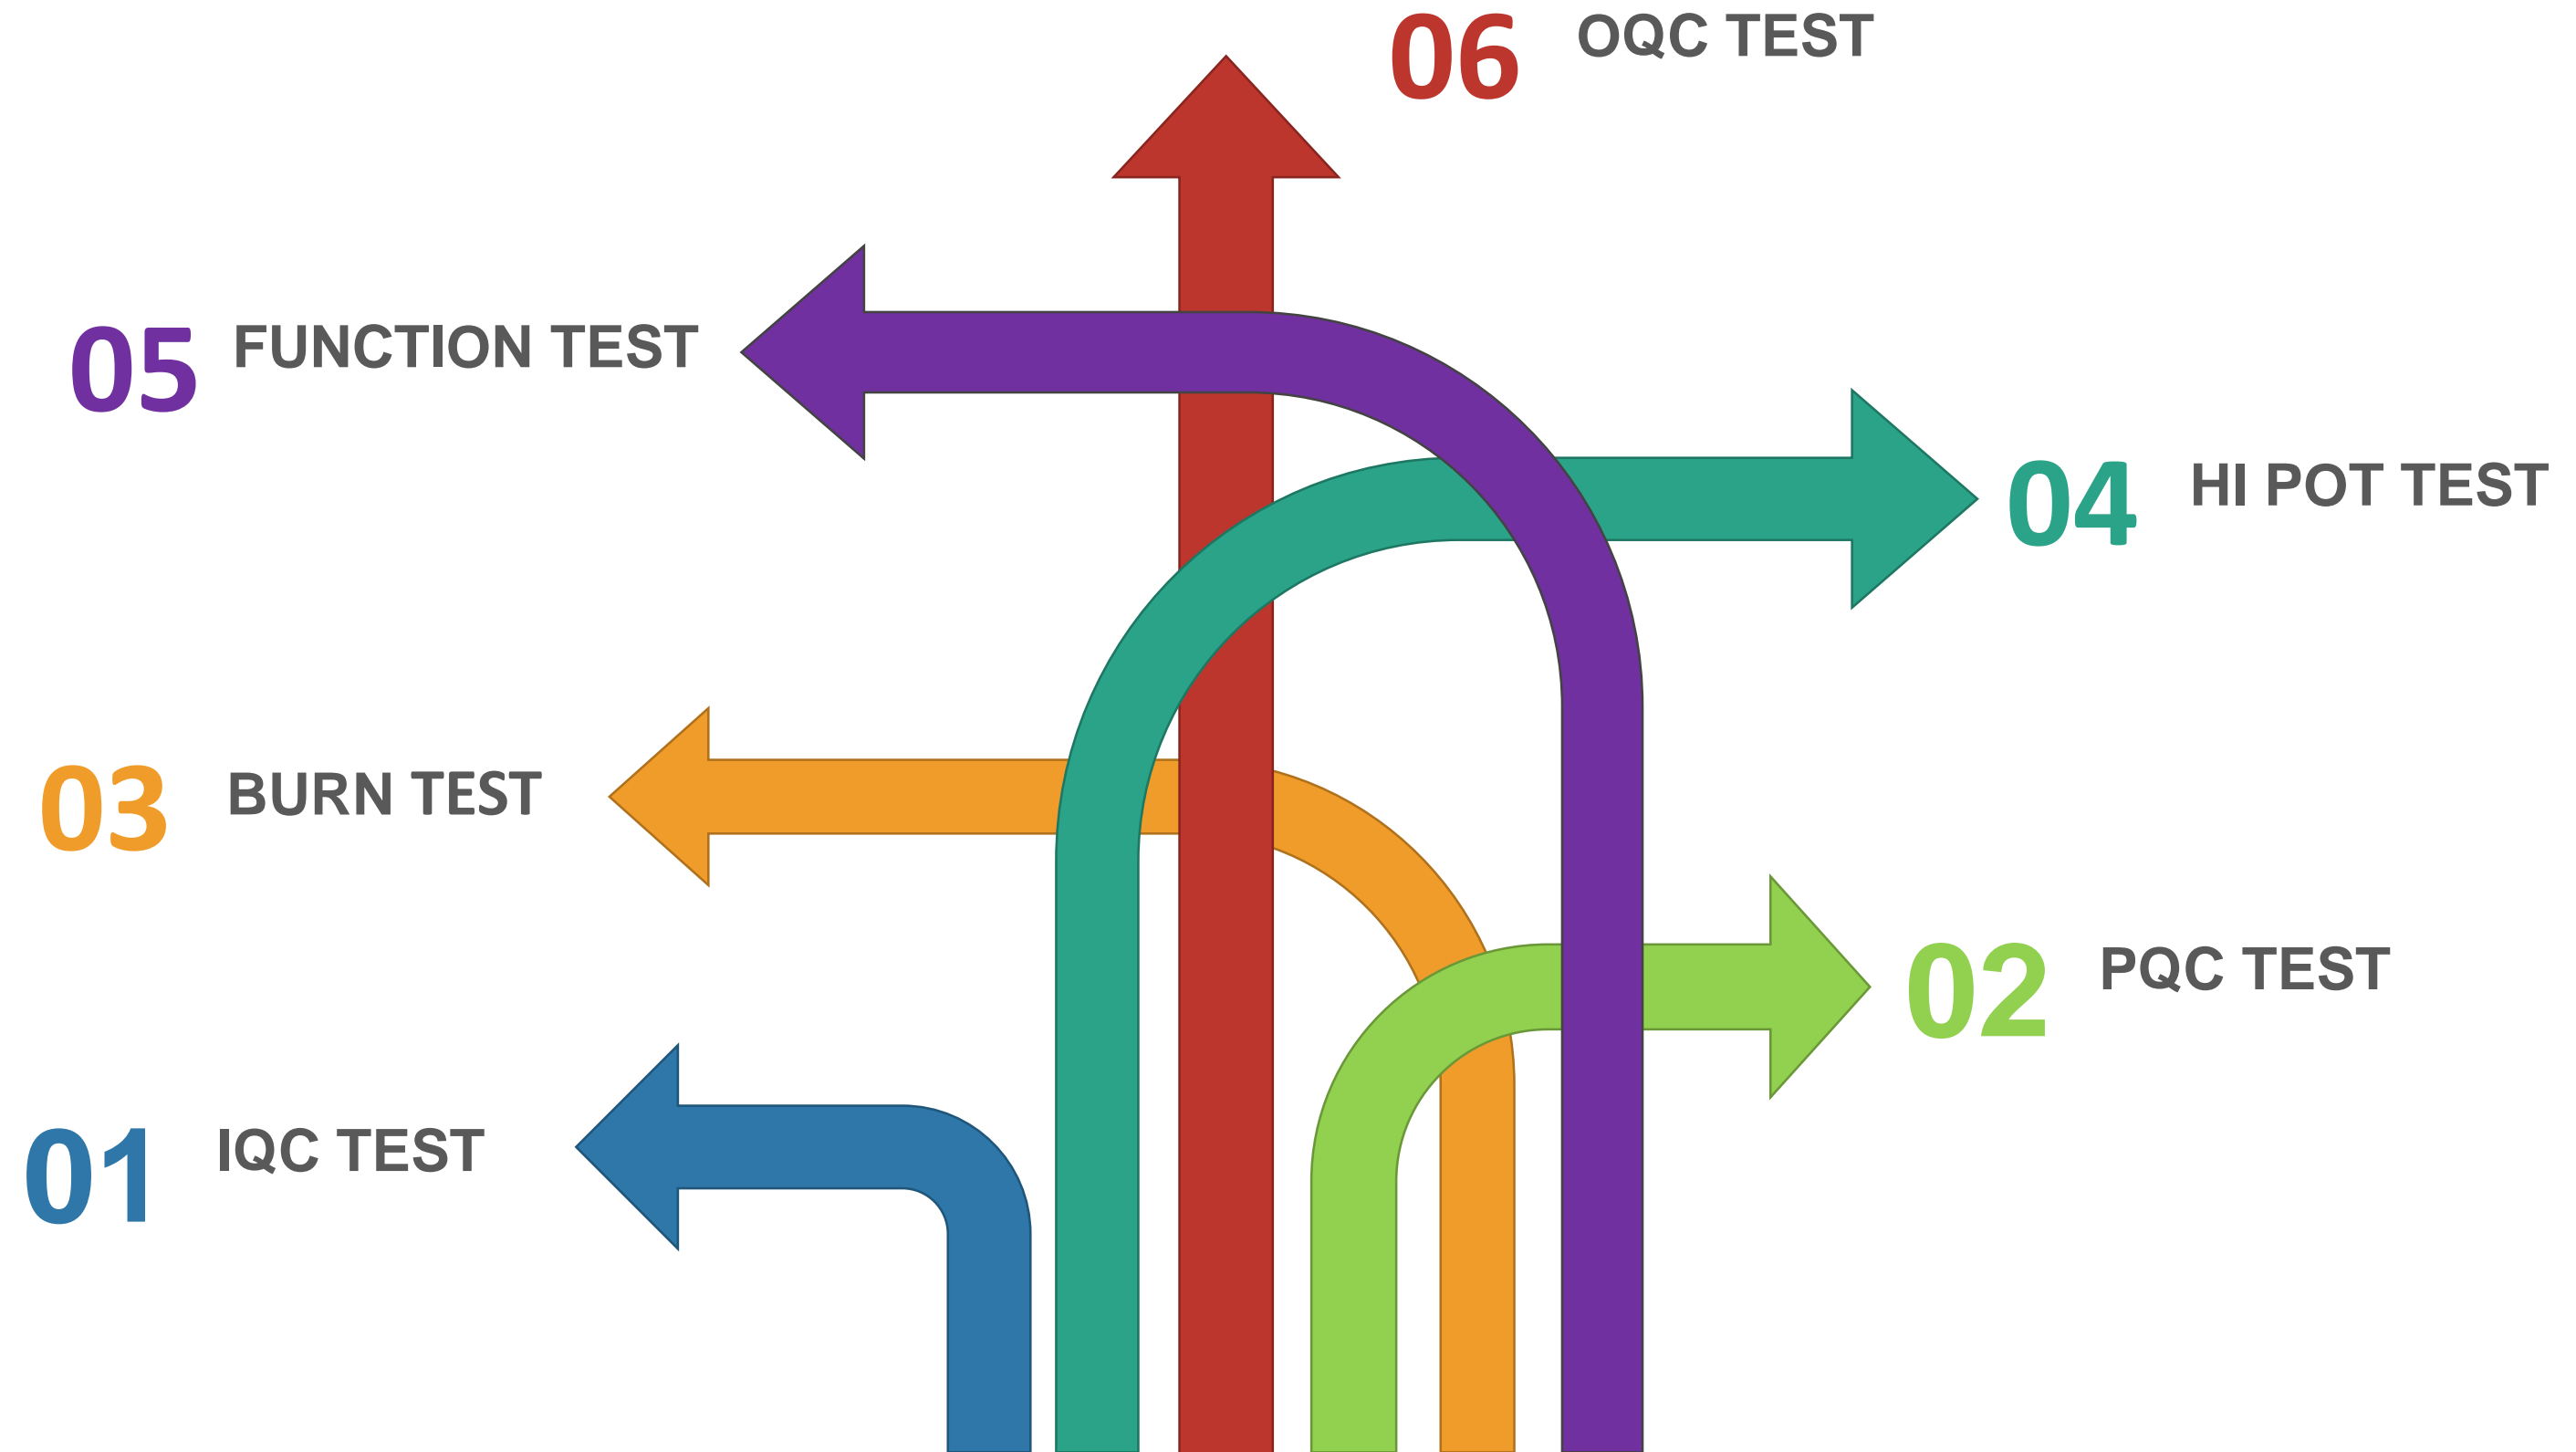 06 OQC TEST
05 FUNCTION TEST
04 HI POT TEST
03 BURN TEST
02 PQC TEST
01 IQC TEST